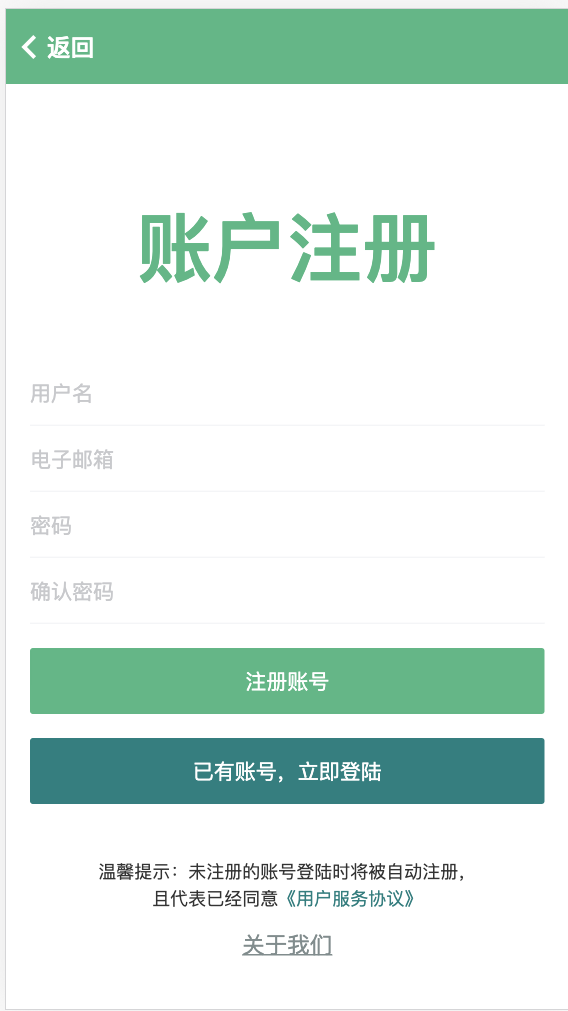 返回
账户注册
用户名
电子邮箱
密码
确认密码
注册账号
已有账号，立即登陆
温馨提示：未注册的账号登陆时将被自动注册，
且代表已经同意《用户服务协议》
关于我们